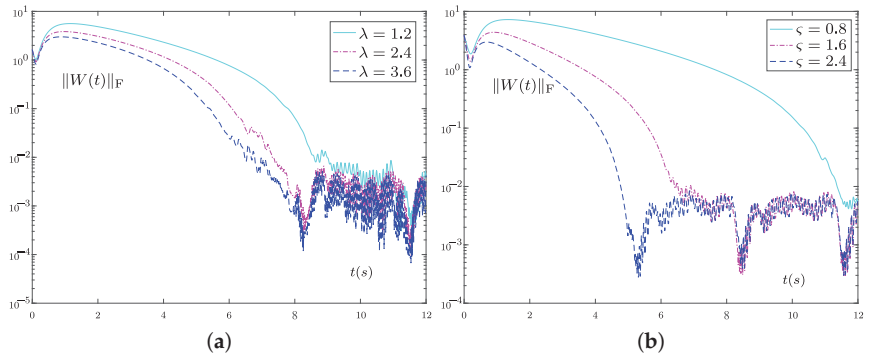 10^1
10^0
10^-1
10^-2
10^-3
10^-4
10^-5
0 2 4 6 8 10 12
‖W(t)‖F
λ = 1.2
λ = 2.4
λ = 3.6
t(s)
(a)
10^1
10^0
10^-1
10^-2
10^-3
10^-4
0 2 4 6 8 10 12
‖W(t)‖F
ς = 0.8
ς = 1.6
ς = 2.4
t(s)
(b)